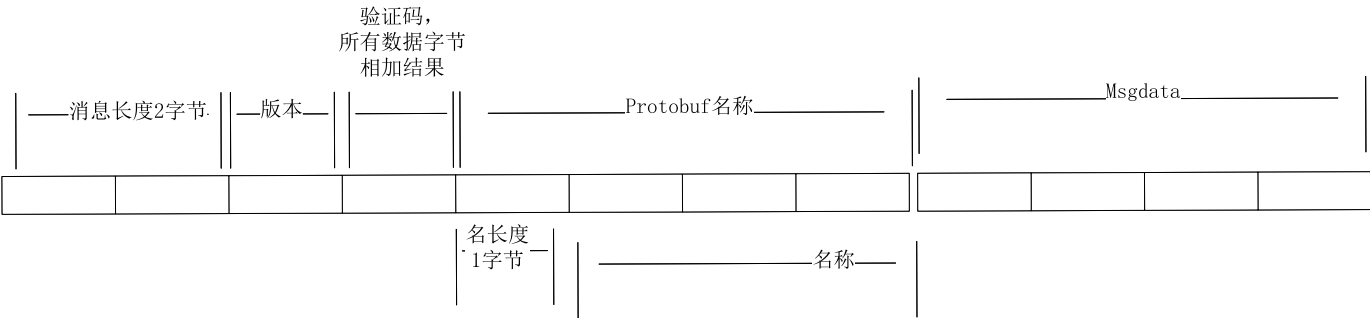 验证码,
所有数据字节
相加结果
消息长度2字节
版本
Protobuf名称
Msgdata
名长度
1字节
名称